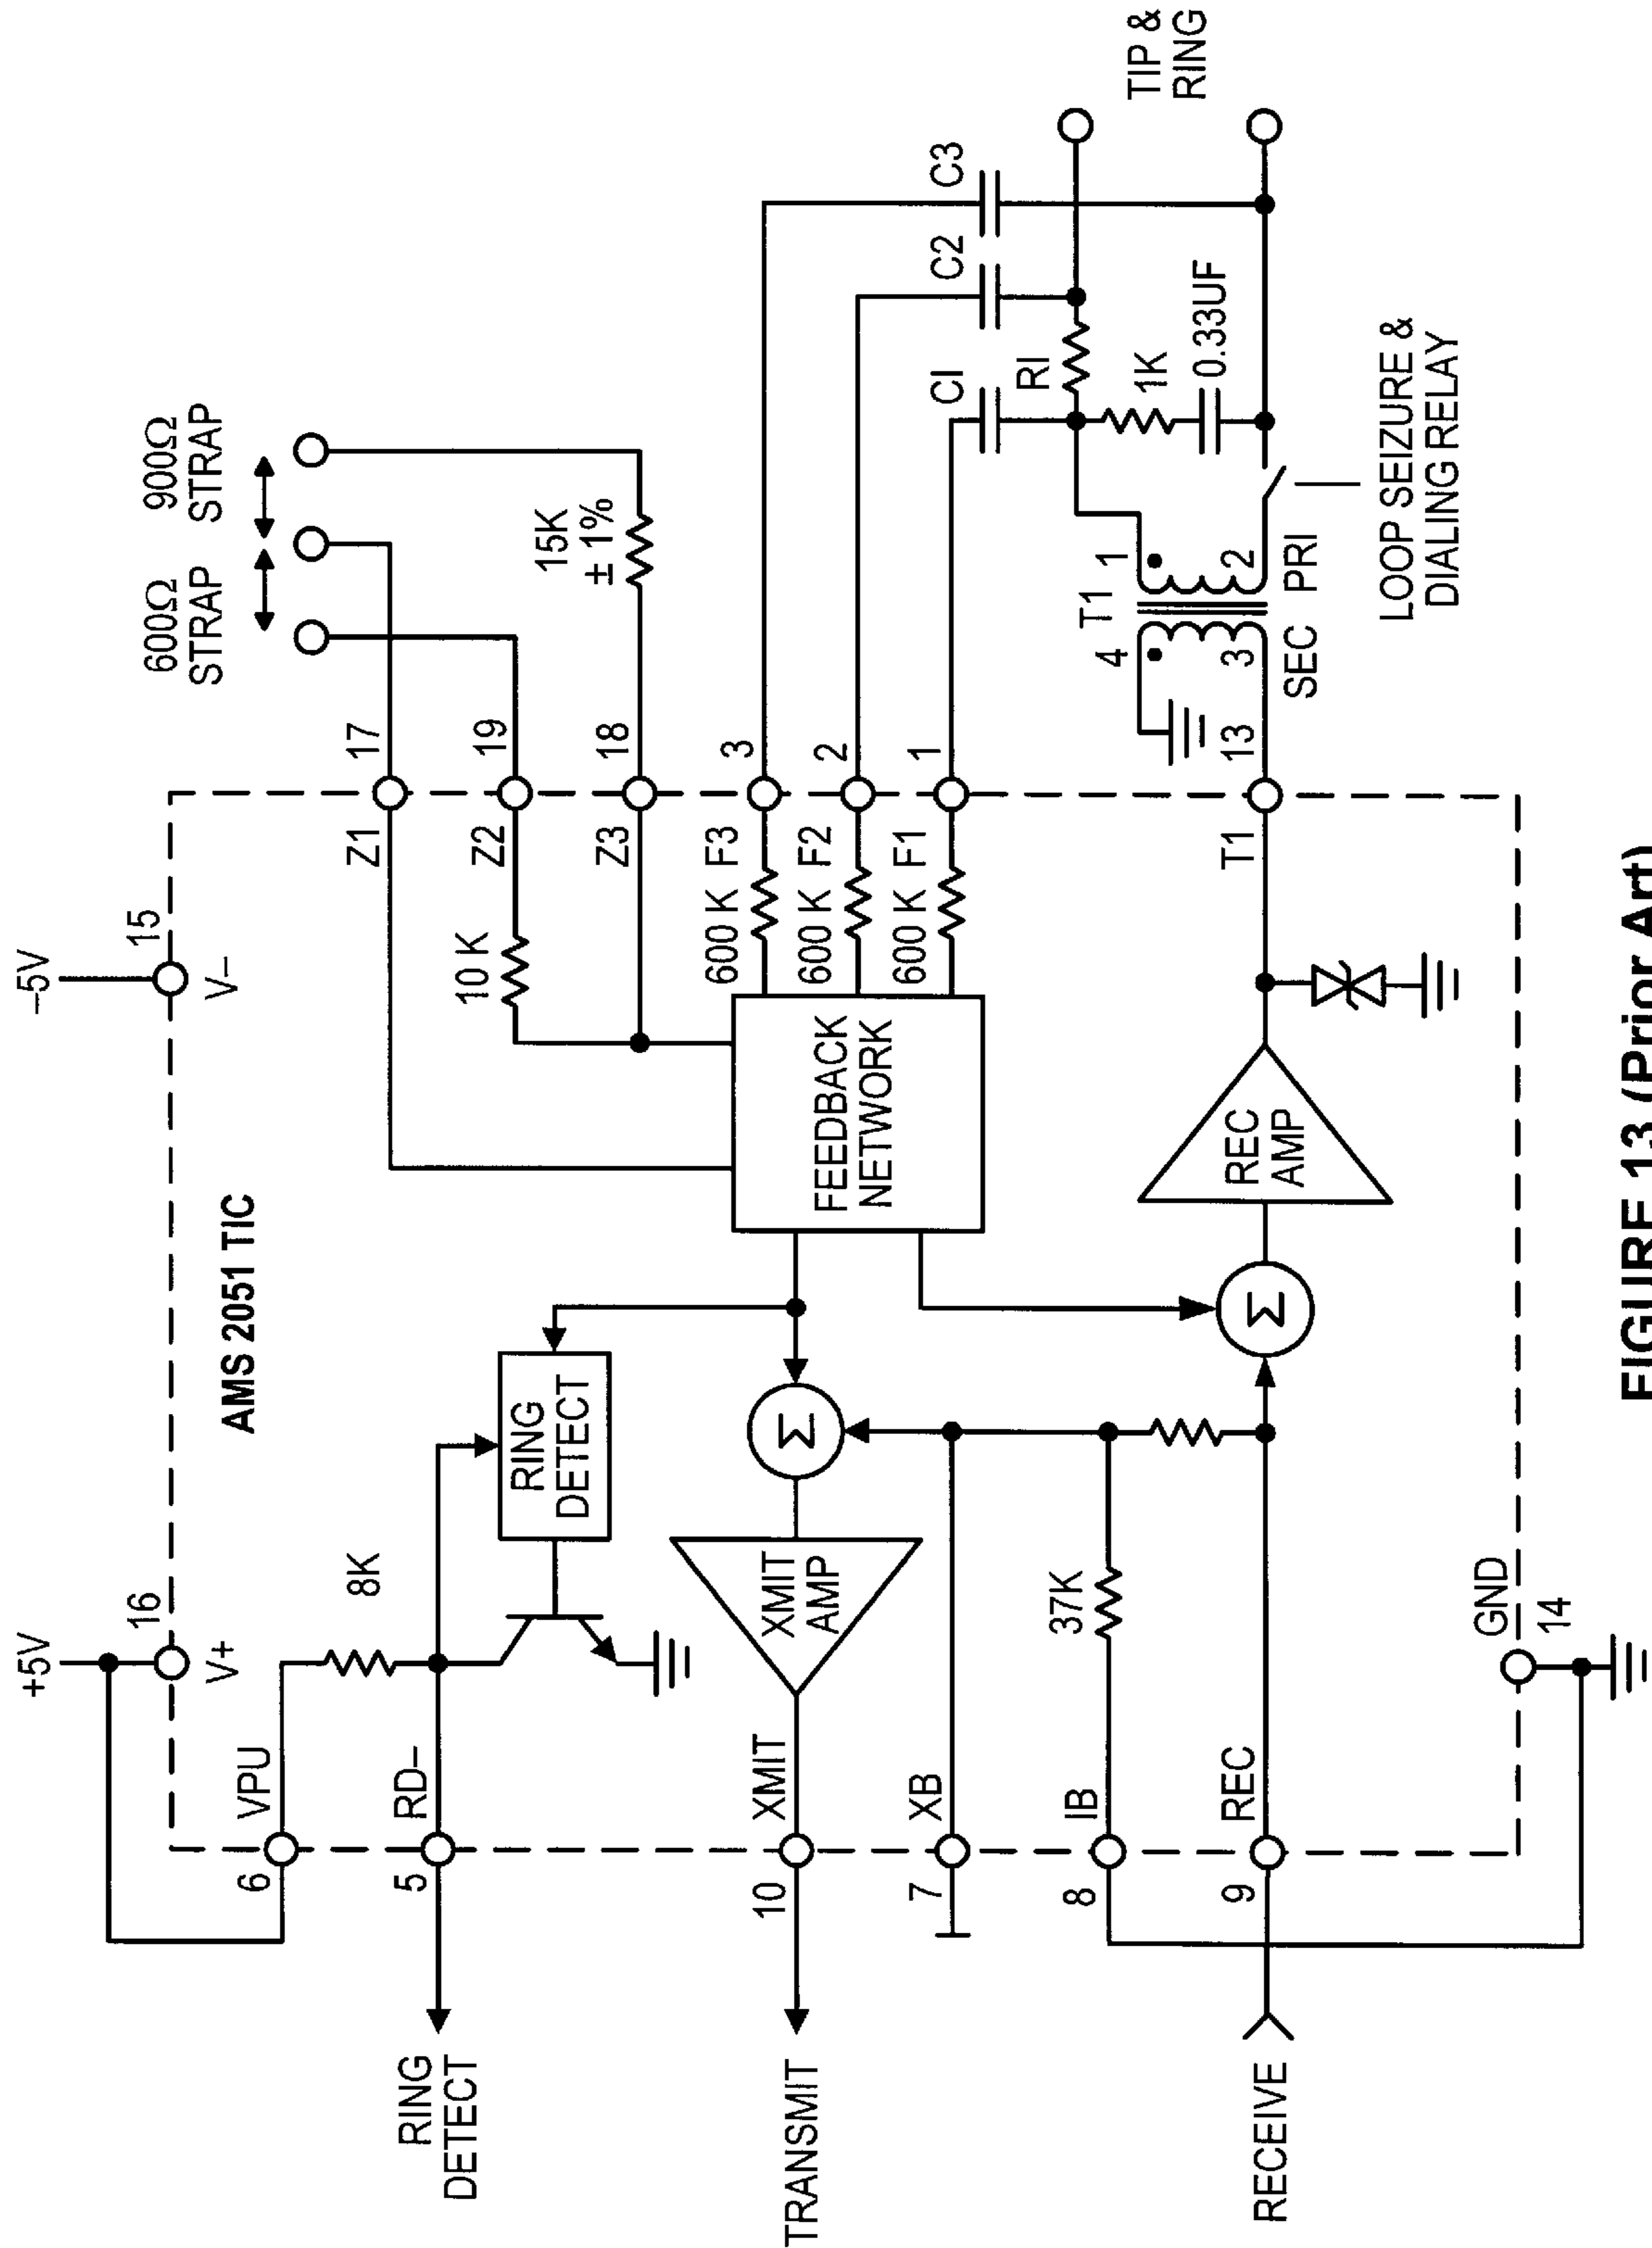 +5V
-5V
16
V+
15
V–
AMS 2051 TIC
6
VPU
8K
5
RD–
RING
DETECT
RING
DETECT
10
XMIT
TRANSMIT
XMIT
AMP
Σ
7
XB
8
IB
37K
9
REC
RECEIVE
GND
14
Σ
REC
AMP
FEEDBACK
NETWORK
10 K
Z1
17
Z2
19
Z3
18
600Ω
STRAP
900Ω
STRAP
15K
± 1%
600 K F3
3
600 K F2
2
600 K F1
1
T1
13
C3
C2
CI
RI
1K
0.33UF
T1
4
1
3
2
SEC PRI
TIP &
RING
LOOP SEIZURE &
DIALING RELAY
FIGURE 13 (Prior Art)